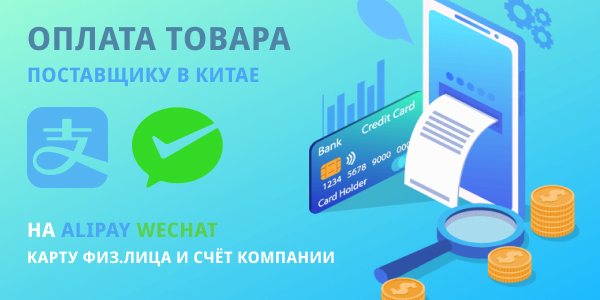 ОПЛАТА ТОВАРА
ПОСТАВЩИКУ В КИТАЕ
支
НА ALIPAY WECHAT
КАРТУ ФИЗ.ЛИЦА И СЧЁТ КОМПАНИИ
Bank
Credit Card
1234 5678 9000 000
Card Holder